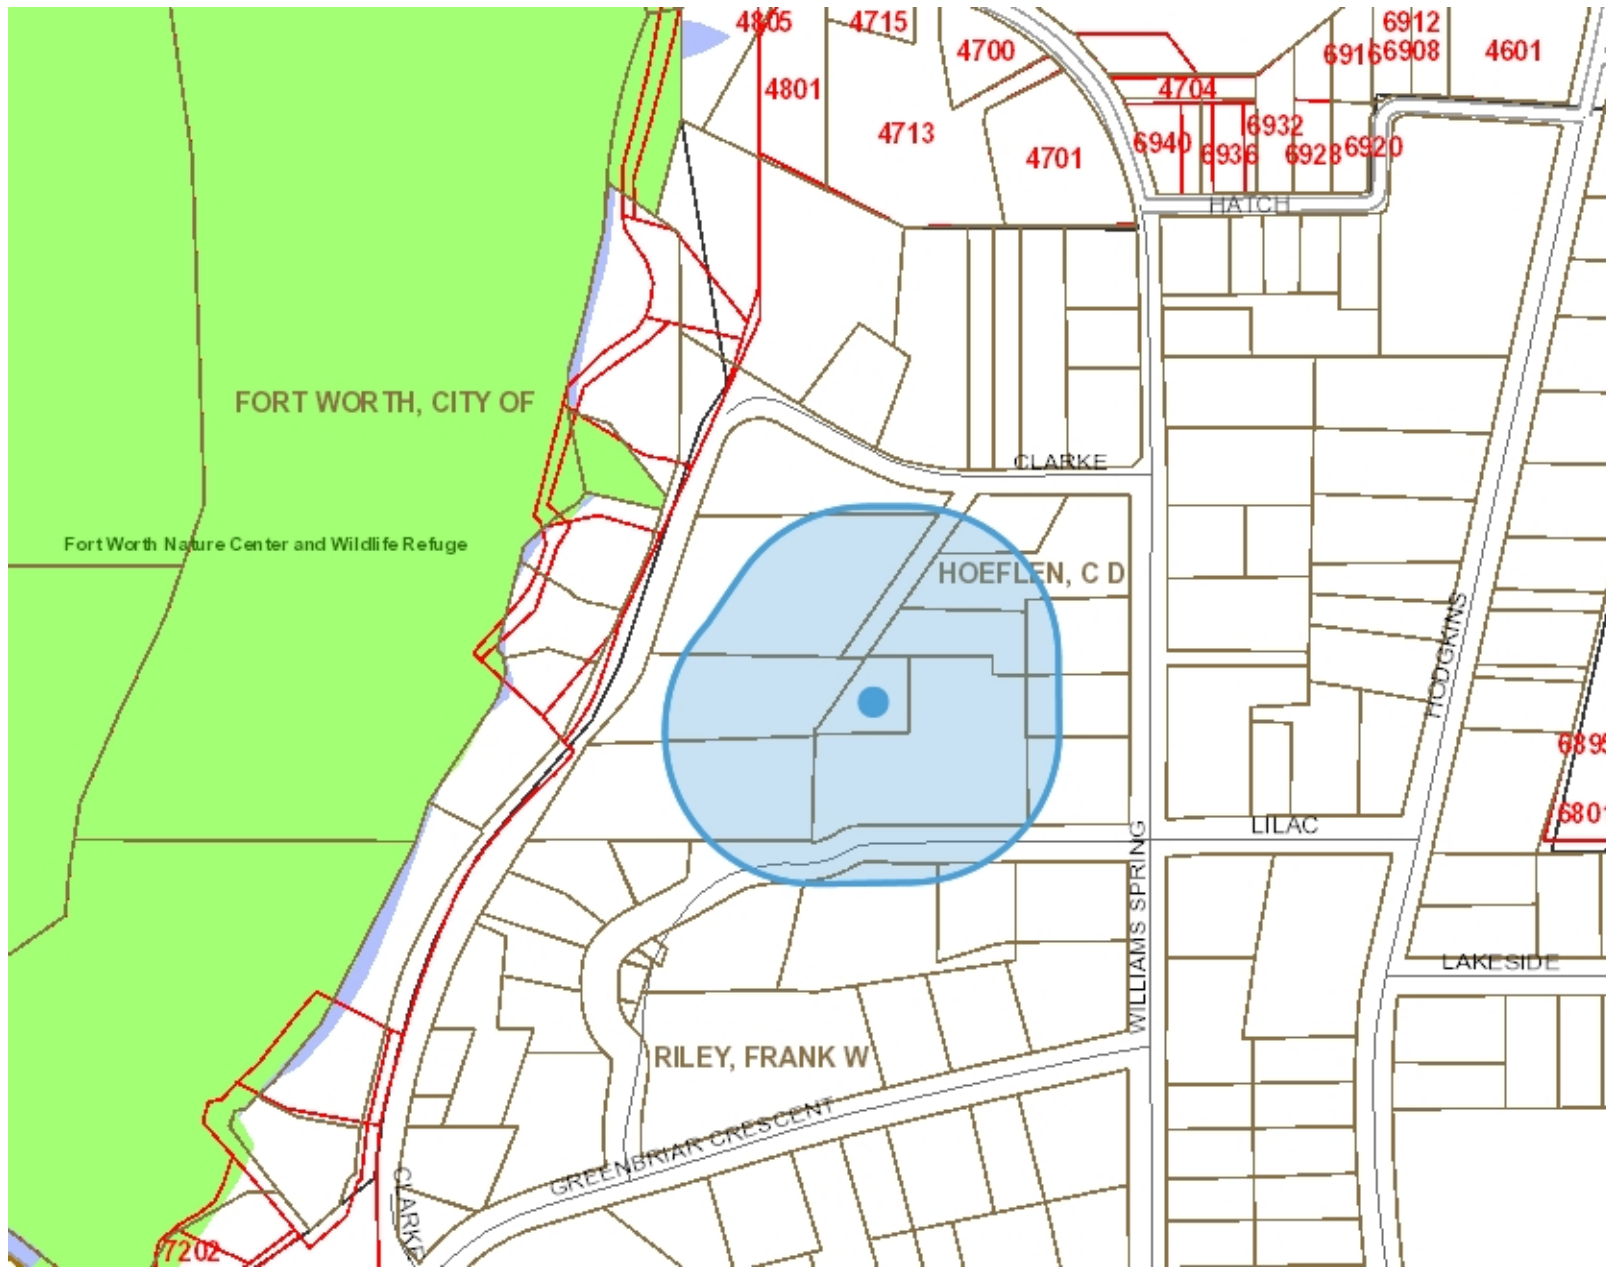 4805
4715
6912
4700
6916
6908
4601
4801
4704
4713
6932
6940
6936
6928
6920
4701
HATCH
FORT WORTH, CITY OF
CLARKE
Fort Worth Nature Center and Wildlife Refuge
HOEFLEN, C D
HODGKINS
6895
6801
LILAC
WILLIAMS SPRING
LAKESIDE
RILEY, FRANK W
GREENBRIAR CRESCENT
CLARKE
7202